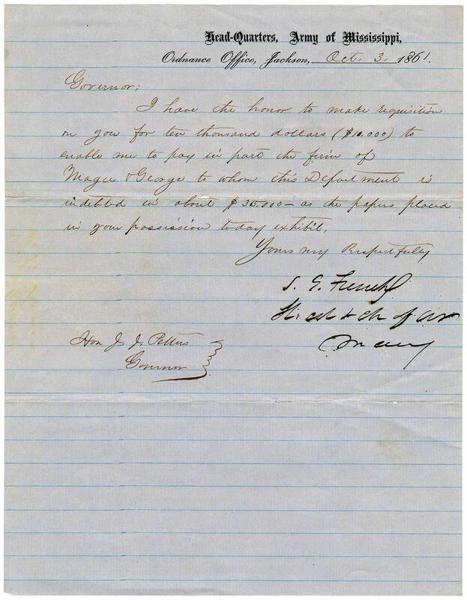 Head-Quarters, Army of Mississippi,
Ordnance Office, Jackson, Oct. 3. 1861.
Governor:
I have the honor to make requisition
on you for ten thousand dollars ($10.000) to
enable me to pay in part the firm of
Magee & George to whom this Department is
indebted in about $30.000 — as the papers placed
in your possession today exhibit.
Yours very Respectfully
S. G. French
of
Hon J. J. Pettus
Governor